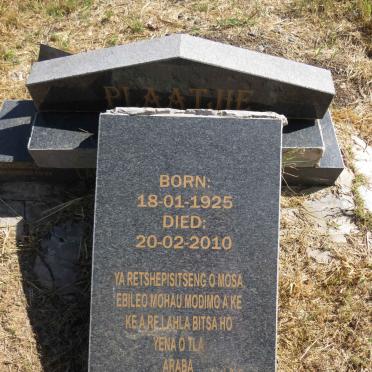 PLAATJIE
BORN:
18-01-1925
DIED:
20-02-2010
YA RETSHEPISITSENG O MOSA
EBILEO MOHAU MODIMO A KE
KE A RE LAHLA BITSA HO
YENA O TLA
ARABA